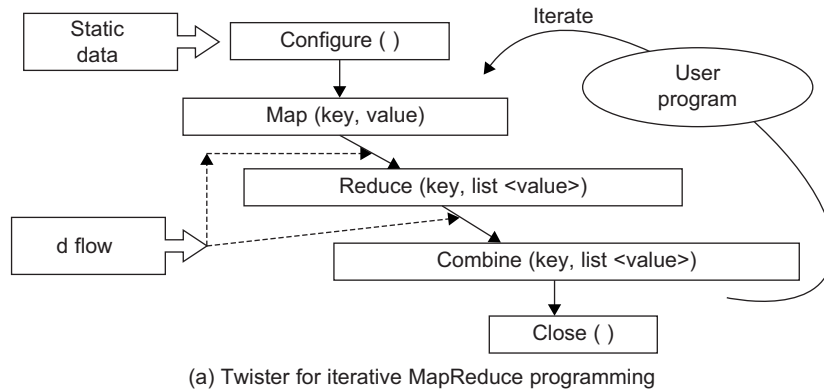 Static
data
Configure ( )
Iterate
User
program
Map (key, value)
Reduce (key, list <value>)
d flow
Combine (key, list <value>)
Close ( )
(a) Twister for iterative MapReduce programming